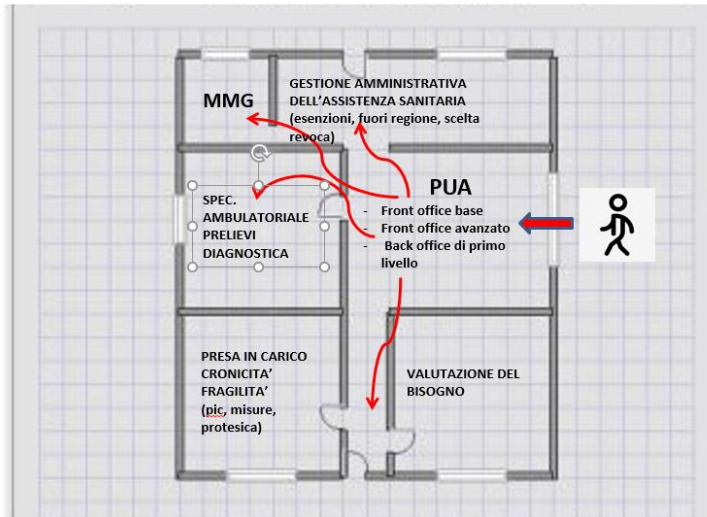 MMG
GESTIONE AMMINISTRATIVA
DELL'ASSISTENZA SANITARIA
(esenzioni, fuori regione, scelta
revoca)
PUA
- Front office base
- Front office avanzato
- Back office di primo
livello
SPEC.
AMBULATORIALE
PRELIEVI
DIAGNOSTICA
PRESA IN CARICO
CRONICITA'
FRAGILITA'
(pic, misure,
protesica)
VALUTAZIONE DEL
BISOGNO